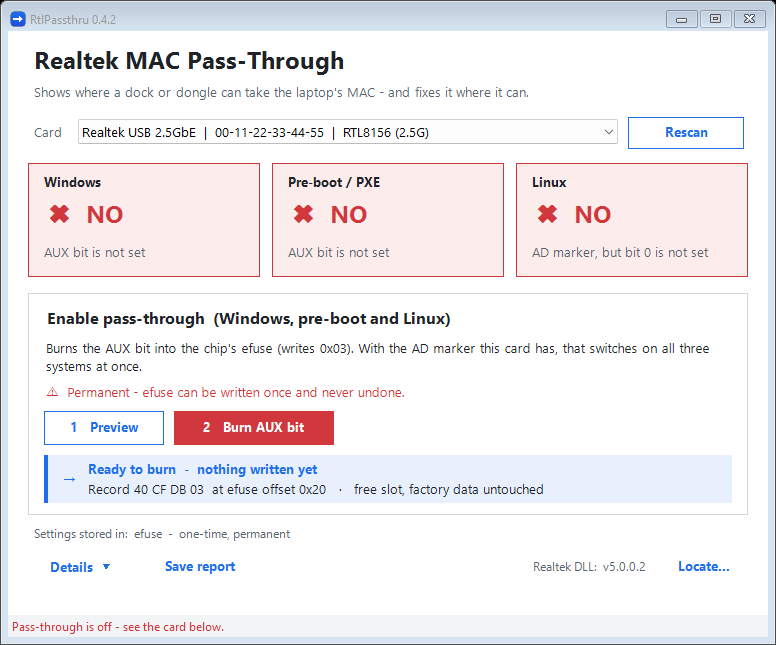 RtlPassthru 0.4.2
Realtek MAC Pass-Through
Shows where a dock or dongle can take the laptop's MAC - and fixes it where it can.
Card
Realtek USB 2.5GbE | 00-11-22-33-44-55 | RTL8156 (2.5G)
Rescan
Windows
✖ NO
AUX bit is not set
Pre-boot / PXE
✖ NO
AUX bit is not set
Linux
✖ NO
AD marker, but bit 0 is not set
Enable pass-through (Windows, pre-boot and Linux)
Burns the AUX bit into the chip's efuse (writes 0x03). With the AD marker this card has, that switches on all three
systems at once.
⚠ Permanent - efuse can be written once and never undone.
1 Preview
2 Burn AUX bit
→ Ready to burn - nothing written yet
Record 40 CF DB 03 at efuse offset 0x20 · free slot, factory data untouched
Settings stored in: efuse - one-time, permanent
Details ▼
Save report
Realtek DLL: v5.0.0.2
Locate...
Pass-through is off - see the card below.